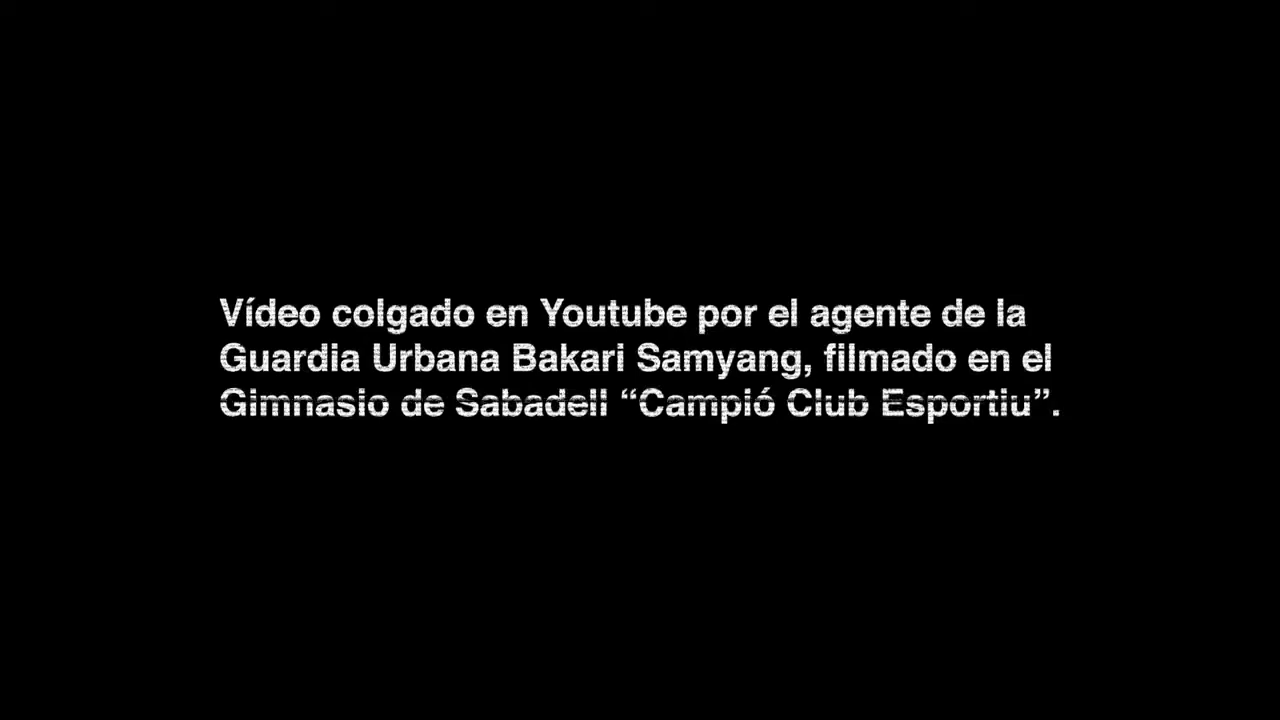 Vídeo colgado en Youtube por el agente de la
Guardia Urbana Bakari Samyang, filmado en el
Gimnasio de Sabadell “Campió Club Esportiu”.